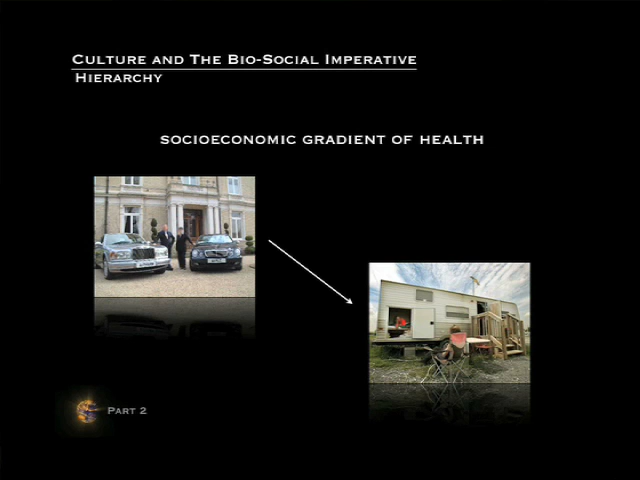 Culture and The Bio-Social Imperative
Hierarchy
socioeconomic gradient of health
Part 2